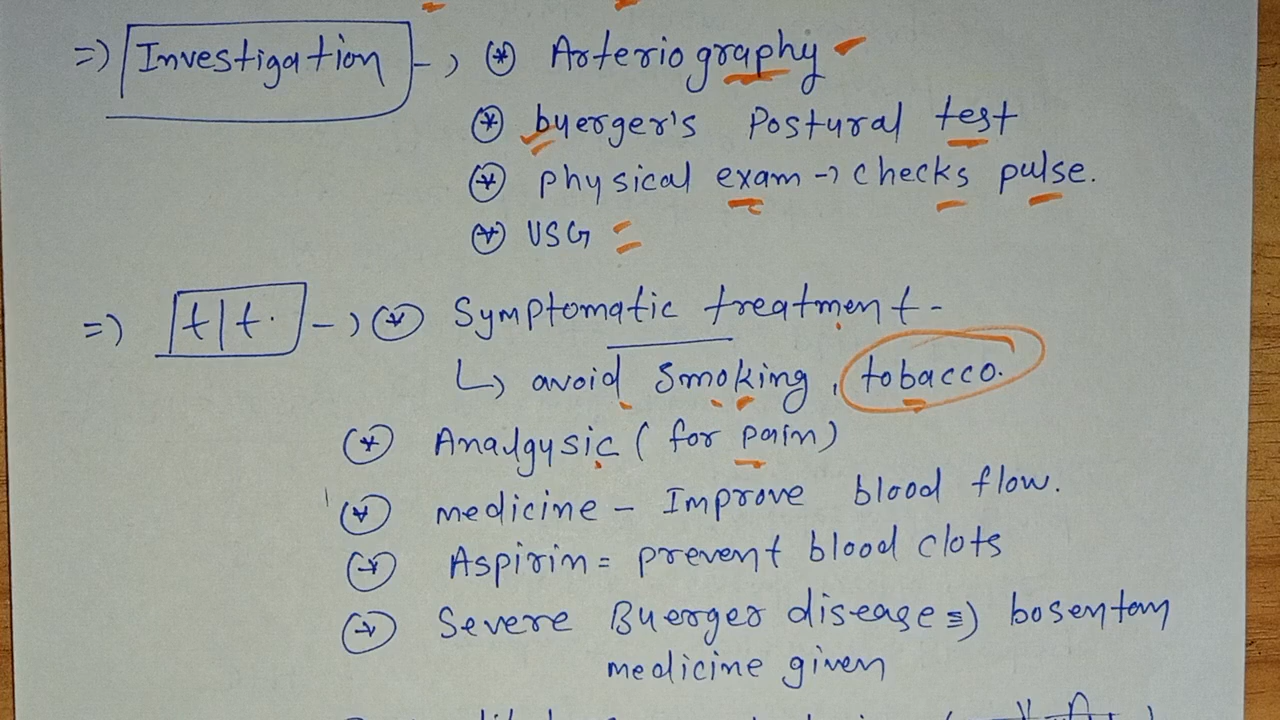 => Investigation -> * Arteriography
* byerger's Postural test
* physical exam -> checks pulse.
* USG
=> t/t. -> * Symptomatic treatment -
↳ avoid smoking, tobacco.
* Analgysic (for pain)
* medicine - Improve blood flow.
* Aspirin = prevent blood clots
* Severe Buerger disease => bosentan
medicine given